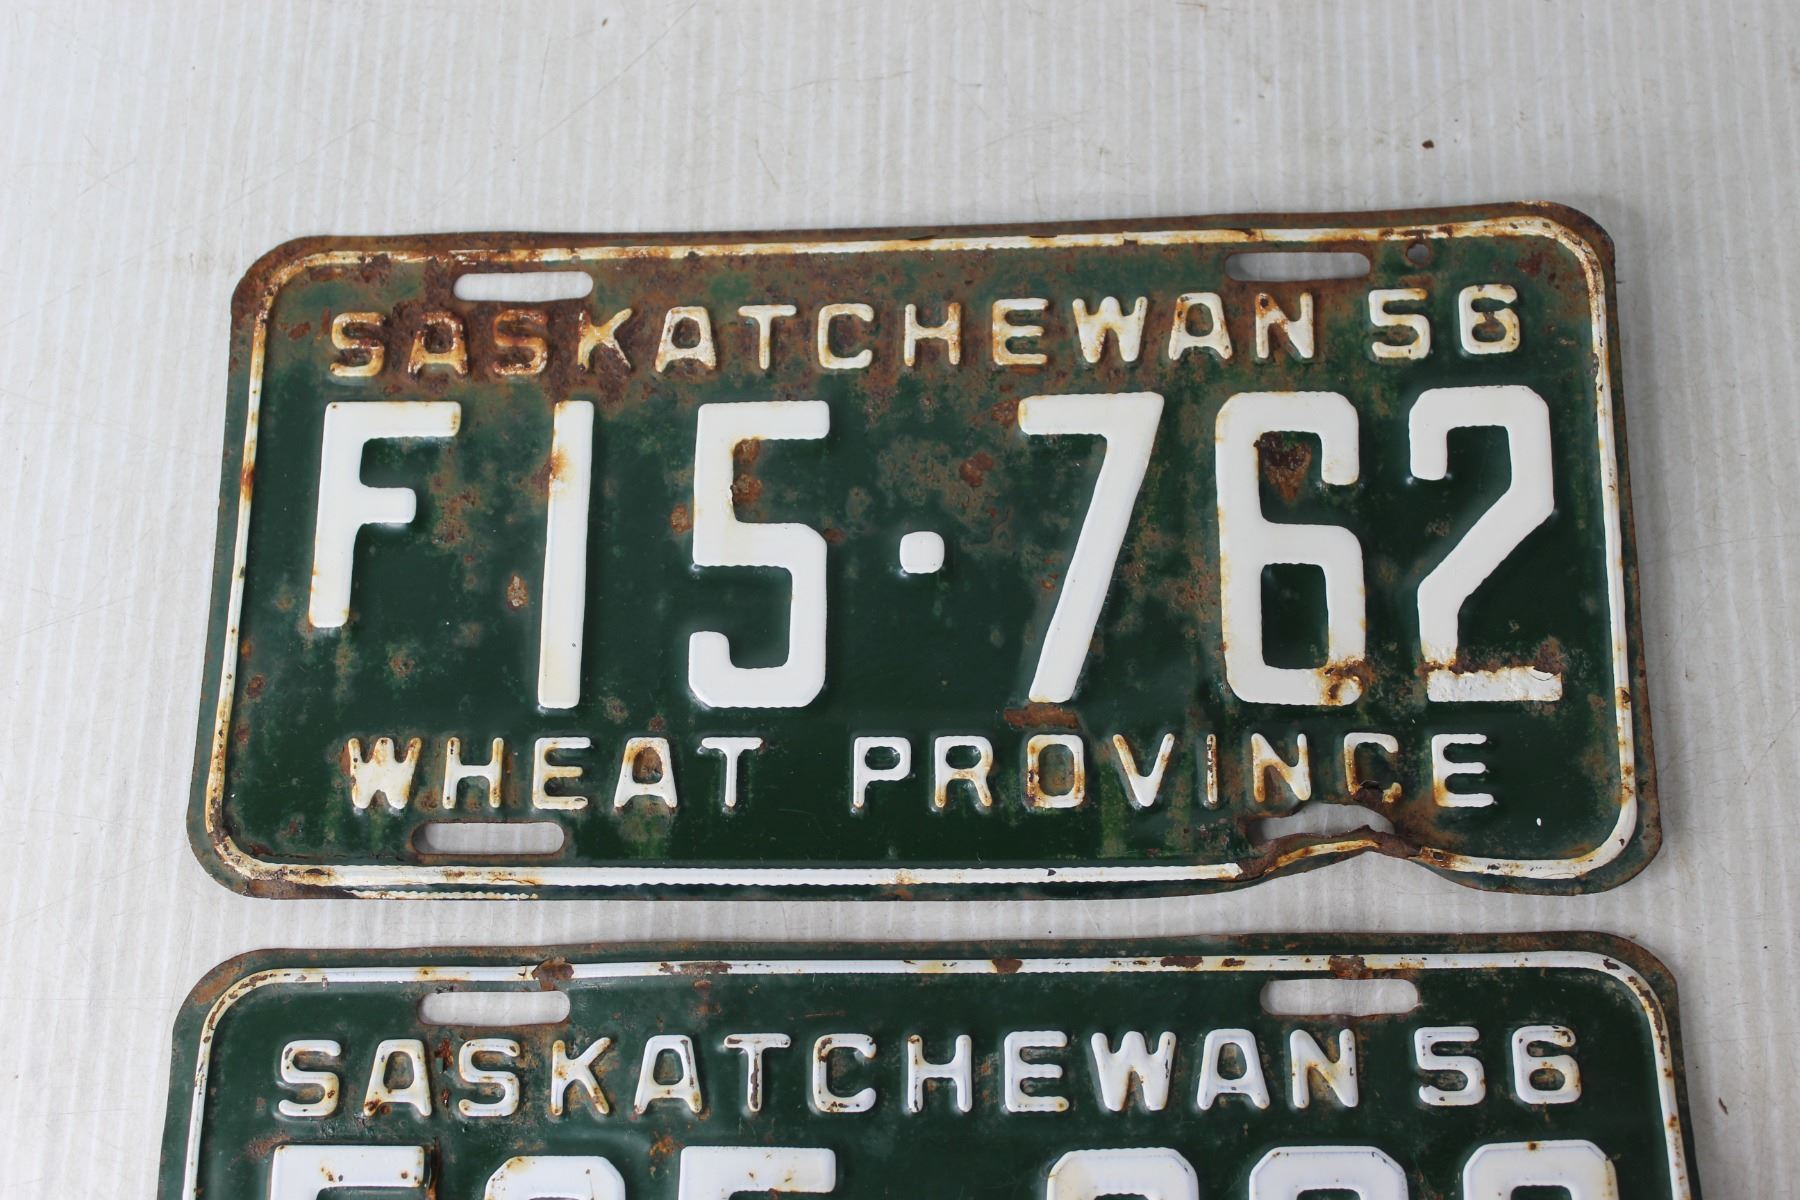 SASKATCHEWAN 56
F15·762
WHEAT PROVINCE
SASKATCHEWAN 56